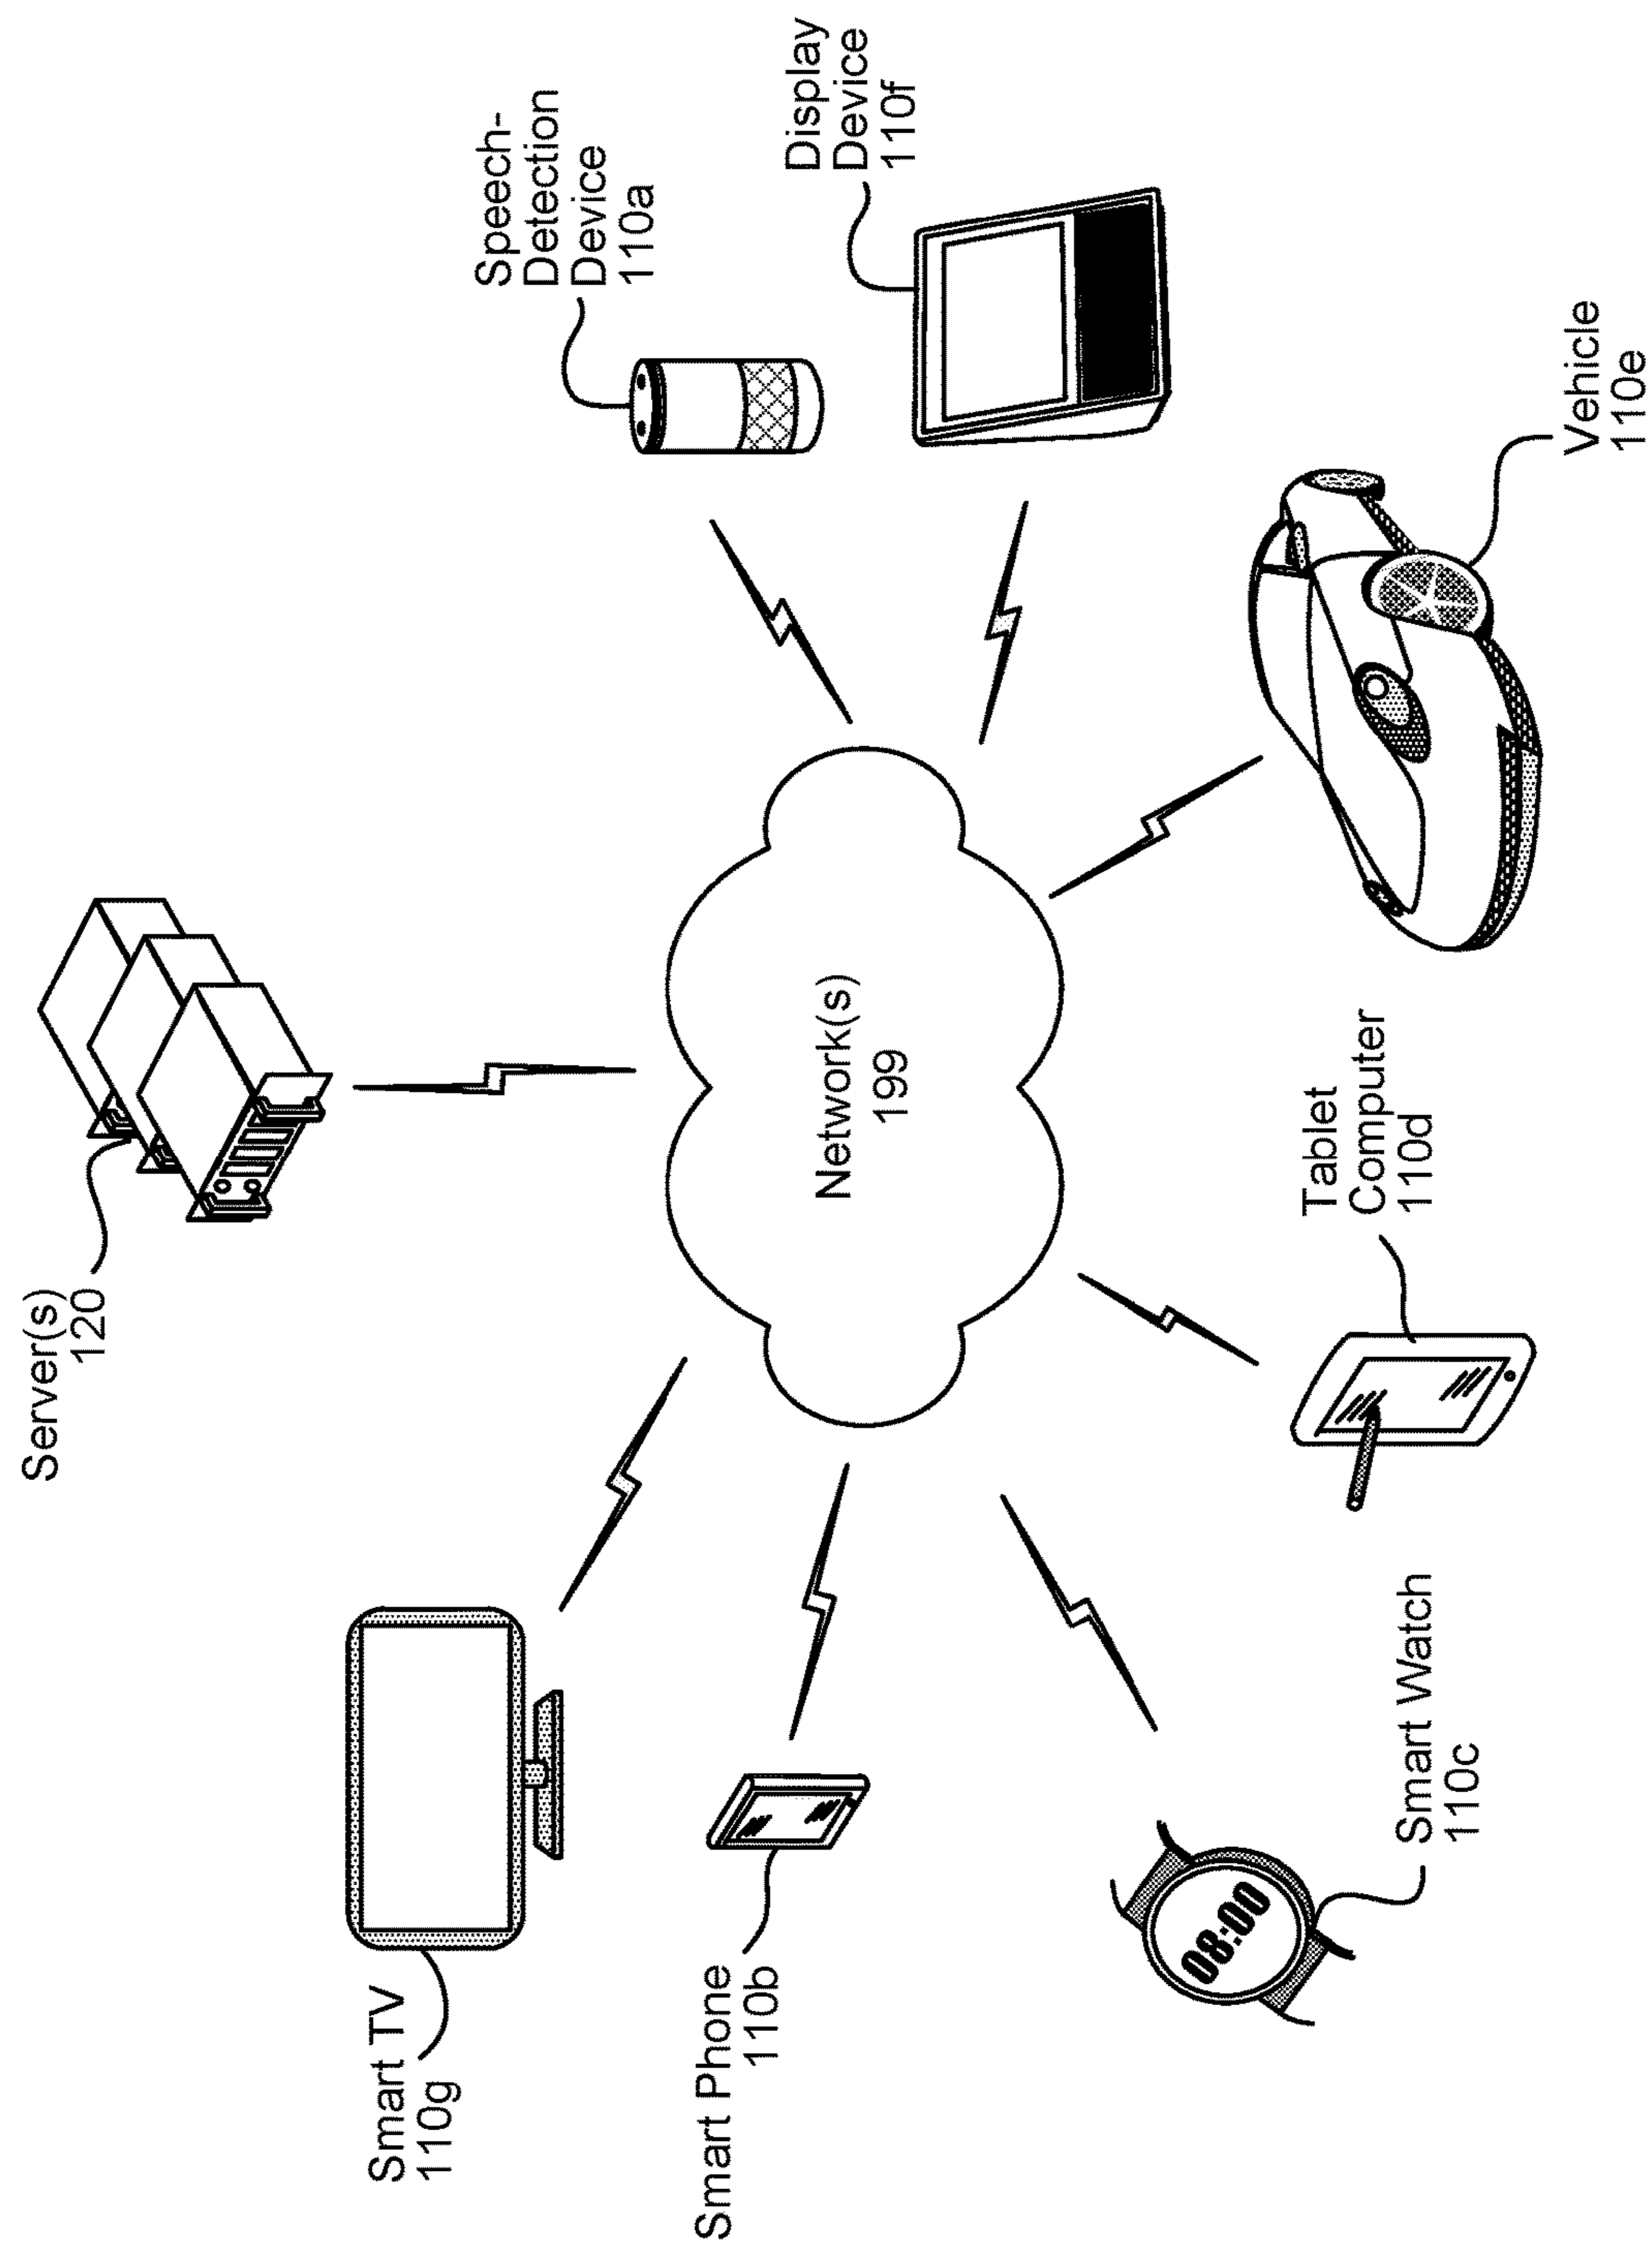 Server(s)
120
Smart TV
110g
Speech-
Detection
Device
110a
Smart Phone
110b
Network(s)
199
Display
Device
110f
08:00
Smart Watch
110c
Tablet
Computer
110d
Vehicle
110e